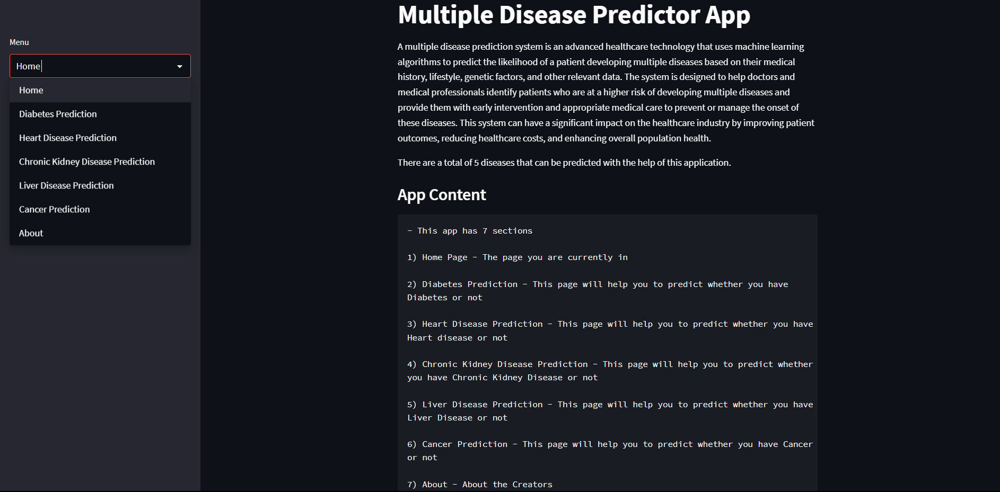 Menu
Home
Home
Diabetes Prediction
Heart Disease Prediction
Chronic Kidney Disease Prediction
Liver Disease Prediction
Cancer Prediction
About
Multiple Disease Predictor App
A multiple disease prediction system is an advanced healthcare technology that uses machine learning
algorithms to predict the likelihood of a patient developing multiple diseases based on their medical
history, lifestyle, genetic factors, and other relevant data. The system is designed to help doctors and
medical professionals identify patients who are at a higher risk of developing multiple diseases and
provide them with early intervention and appropriate medical care to prevent or manage the onset of
these diseases. This system can have a significant impact on the healthcare industry by improving patient
outcomes, reducing healthcare costs, and enhancing overall population health.
There are a total of 5 diseases that can be predicted with the help of this application.
App Content
- This app has 7 sections
1) Home Page - The page you are currently in
2) Diabetes Prediction - This page will help you to predict whether you have
Diabetes or not
3) Heart Disease Prediction - This page will help you to predict whether you have
Heart disease or not
4) Chronic Kidney Disease Prediction - This page will help you to predict whether
you have Chronic Kidney Disease or not
5) Liver Disease Prediction - This page will help you to predict whether you have
Liver Disease or not
6) Cancer Prediction - This page will help you to predict whether you have Cancer
or not
7) About - About the Creators